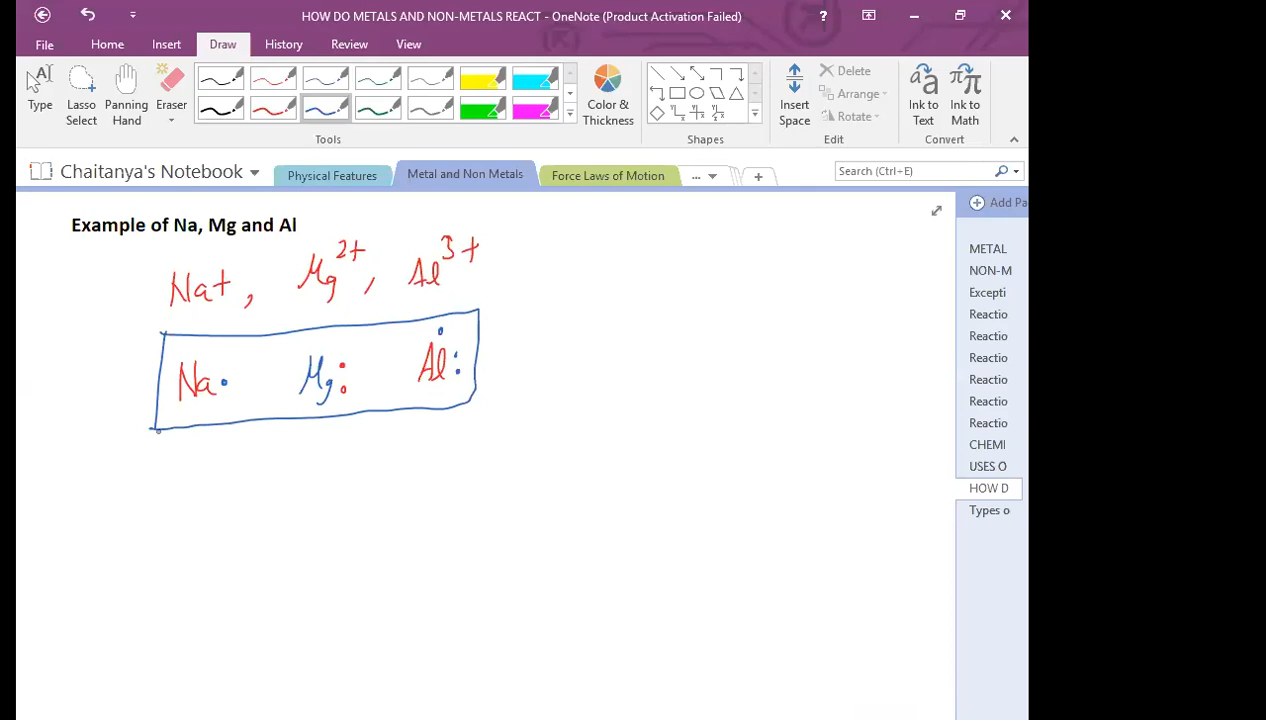 HOW DO METALS AND NON-METALS REACT - OneNote (Product Activation Failed)
?
File Home Insert Draw History Review View
Type Lasso Select Panning Hand Eraser
Color & Thickness
Insert Space
Delete
Arrange
Rotate
Ink to Text Ink to Math
Tools Shapes Edit Convert
Chaitanya's Notebook Physical Features Metal and Non Metals Force Laws of Motion ... + Search (Ctrl+E)
Add Pa
Example of Na, Mg and Al
Na+, Mg2+, Al3+
Na Mg Al
METAL
NON-M
Excepti
Reactio
Reactio
Reactio
Reactio
Reactio
Reactio
CHEMI
USES O
HOW D
Types o